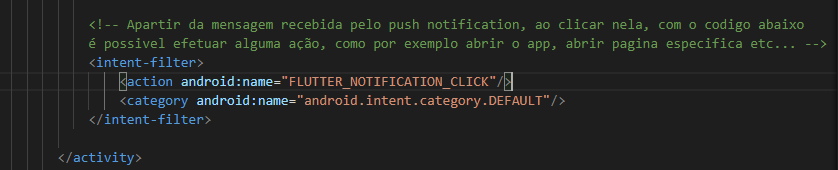 <!-- Apartir da mensagem recebida pelo push notification, ao clicar nela, com o codigo abaixo
é possivel efetuar alguma ação, como por exemplo abrir o app, abrir pagina especifica etc... -->
<intent-filter>
<action android:name="FLUTTER_NOTIFICATION_CLICK"/>
<category android:name="android.intent.category.DEFAULT"/>
</intent-filter>
</activity>